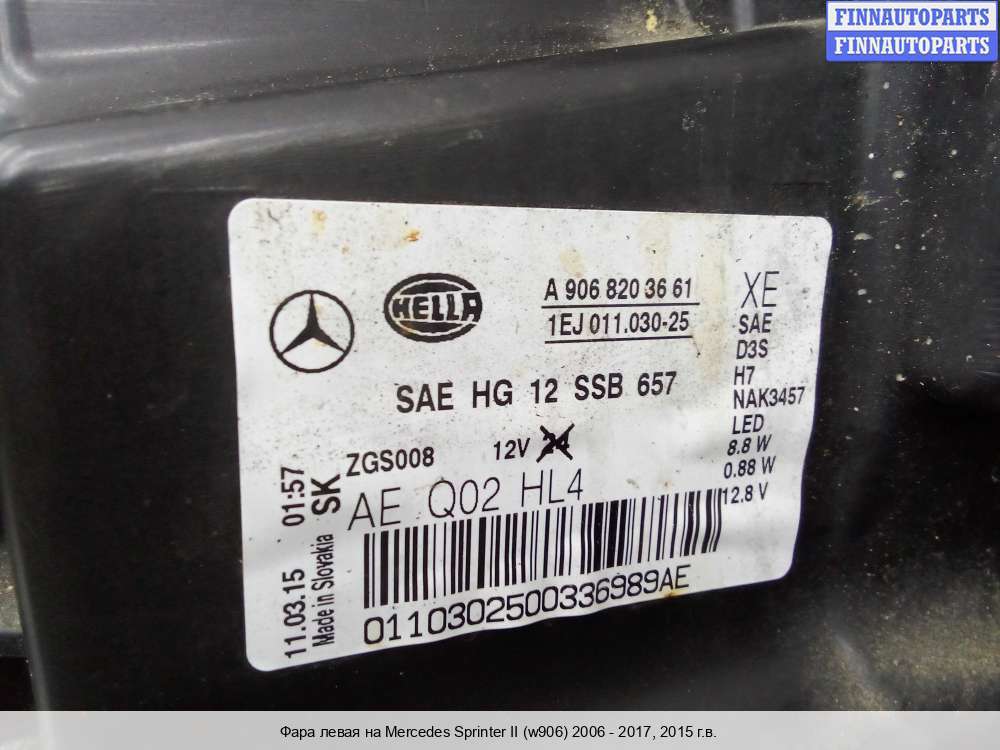 FINNAUTOPARTS
FINNAUTOPARTS
HELLA
A 906 820 3661
1EJ 011.030-25
XE
SAE
D3S
H7
NAK3457
LED
8.8 W
0.88 W
12.8 V
SAE HG 12 SSB 657
ZGS008 12V 24
AE Q02 HL4
11.03.15 01:57
Made in Slovakia SK
0110302500336989AE
Фара левая на Mercedes Sprinter II (w906) 2006 - 2017, 2015 г.в.